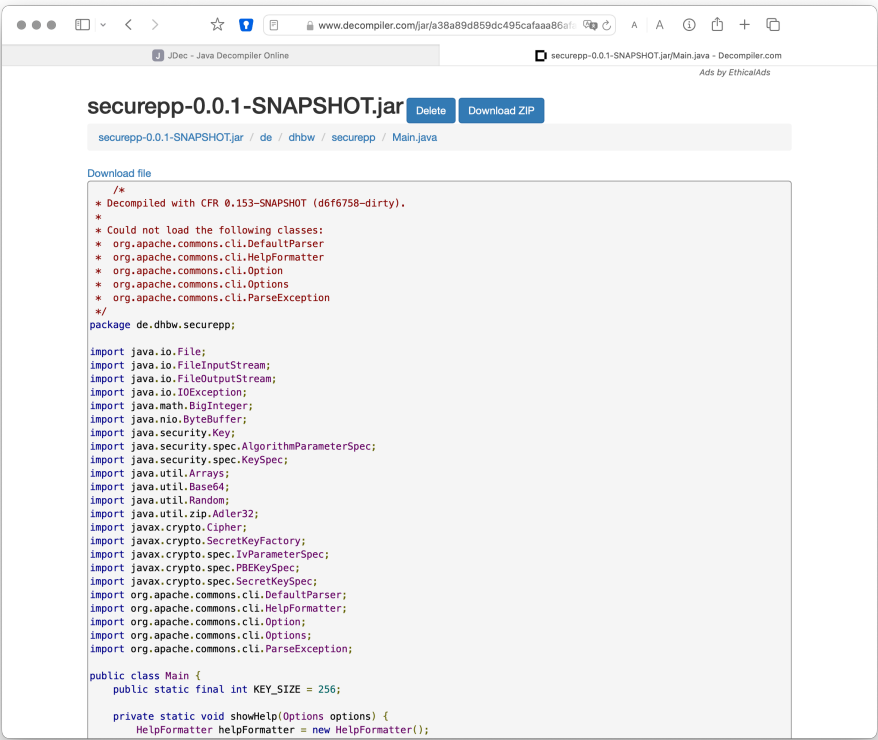 www.decompiler.com/jar/a38a89d859dc495cafaaa86afa
A A
J JDec - Java Decompiler Online
securepp-0.0.1-SNAPSHOT.jar/Main.java - Decompiler.com
Ads by EthicalAds
securepp-0.0.1-SNAPSHOT.jar Delete Download ZIP
securepp-0.0.1-SNAPSHOT.jar / de / dhbw / securepp / Main.java
Download file
/*
* Decompiled with CFR 0.153-SNAPSHOT (d6f6758-dirty).
*
* Could not load the following classes:
* org.apache.commons.cli.DefaultParser
* org.apache.commons.cli.HelpFormatter
* org.apache.commons.cli.Option
* org.apache.commons.cli.Options
* org.apache.commons.cli.ParseException
*/
package de.dhbw.securepp;
import java.io.File;
import java.io.FileInputStream;
import java.io.FileOutputStream;
import java.io.IOException;
import java.math.BigInteger;
import java.nio.ByteBuffer;
import java.security.Key;
import java.security.spec.AlgorithmParameterSpec;
import java.security.spec.KeySpec;
import java.util.Arrays;
import java.util.Base64;
import java.util.Random;
import java.util.zip.Adler32;
import javax.crypto.Cipher;
import javax.crypto.SecretKeyFactory;
import javax.crypto.spec.IvParameterSpec;
import javax.crypto.spec.PBEKeySpec;
import javax.crypto.spec.SecretKeySpec;
import org.apache.commons.cli.DefaultParser;
import org.apache.commons.cli.HelpFormatter;
import org.apache.commons.cli.Option;
import org.apache.commons.cli.Options;
import org.apache.commons.cli.ParseException;
public class Main {
public static final int KEY_SIZE = 256;
private static void showHelp(Options options) {
HelpFormatter helpFormatter = new HelpFormatter();